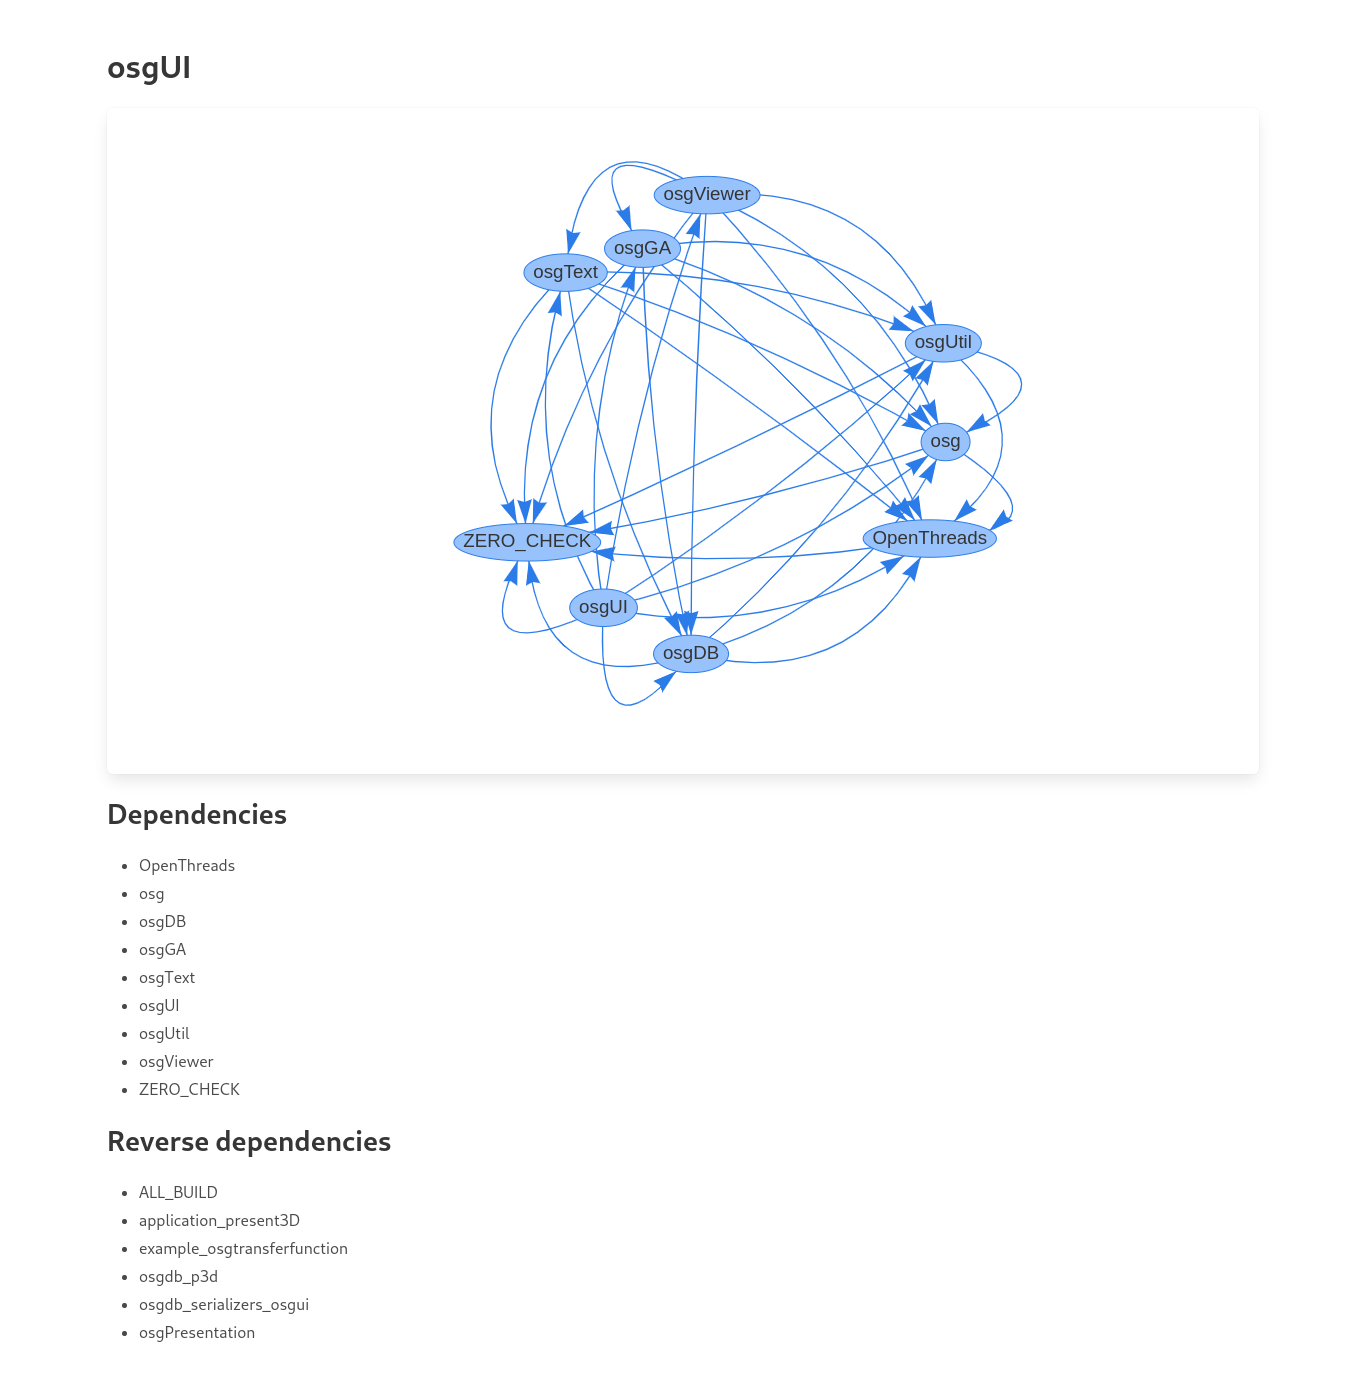 osgUI
osgViewer
osgGA
osgText
osgUtil
osg
OpenThreads
ZERO_CHECK
osgUI
osgDB
Dependencies
OpenThreads
osg
osgDB
osgGA
osgText
osgUI
osgUtil
osgViewer
ZERO_CHECK
Reverse dependencies
ALL_BUILD
application_present3D
example_osgtransferfunction
osgdb_p3d
osgdb_serializers_osgui
osgPresentation